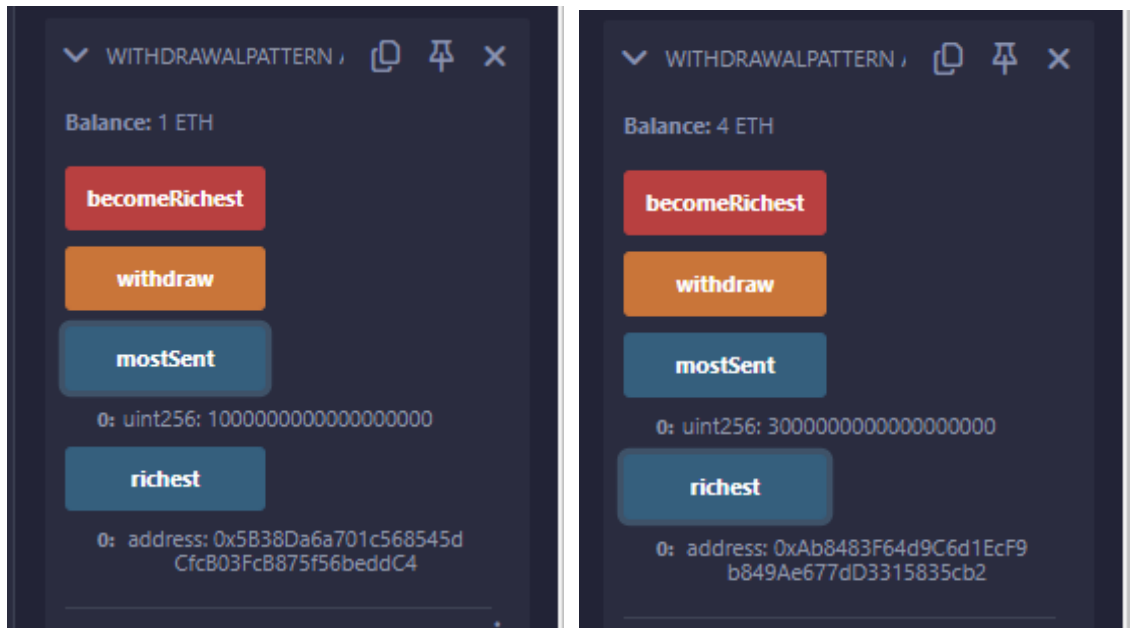 WITHDRAWALPATTERN
Balance: 1 ETH
becomeRichest
withdraw
mostSent
0: uint256: 1000000000000000000
richest
0: address: 0x5B38Da6a701c568545d
CfcB03FcB875f56beddC4
WITHDRAWALPATTERN
Balance: 4 ETH
becomeRichest
withdraw
mostSent
0: uint256: 3000000000000000000
richest
0: address: 0xAb8483F64d9C6d1EcF9
b849Ae677dD3315835cb2